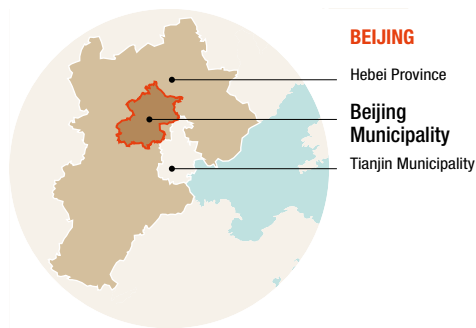 BEIJING
Hebei Province
Beijing
Municipality
Tianjin Municipality